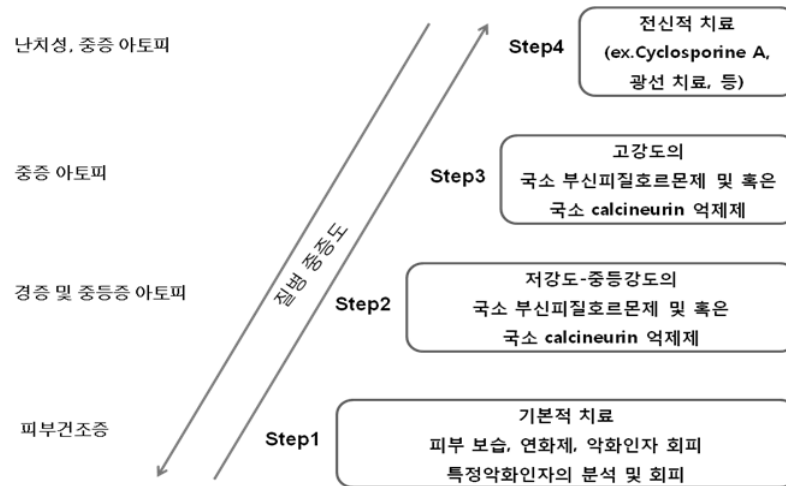 난치성, 중증 아토피
Step4
전신적 치료
(ex.Cyclosporine A,
광선 치료, 등)
중증 아토피
Step3
고강도의
국소 부신피질호르몬제 및 혹은
국소 calcineurin 억제제
질병 중증도
경증 및 중등증 아토피
Step2
저강도-중등강도의
국소 부신피질호르몬제 및 혹은
국소 calcineurin 억제제
피부건조증
Step1
기본적 치료
피부 보습, 연화제, 악화인자 회피
특정악화인자의 분석 및 회피